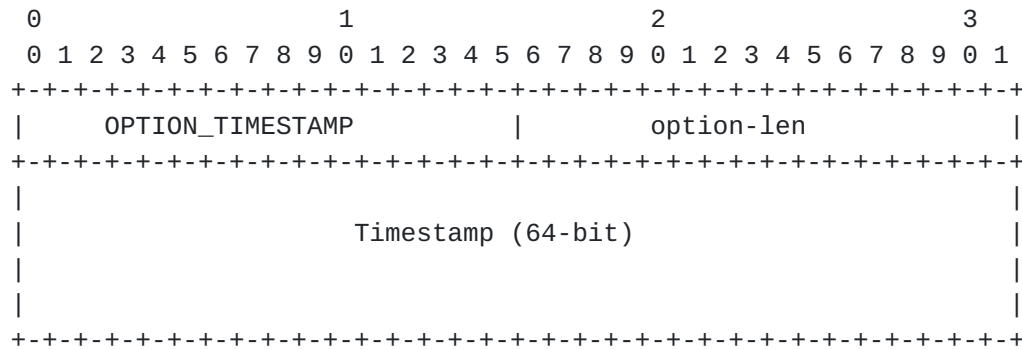 0                   1                   2                   3
 0 1 2 3 4 5 6 7 8 9 0 1 2 3 4 5 6 7 8 9 0 1 2 3 4 5 6 7 8 9 0 1
+-+-+-+-+-+-+-+-+-+-+-+-+-+-+-+-+-+-+-+-+-+-+-+-+-+-+-+-+-+-+-+-+
|     OPTION_TIMESTAMP          |        option-len             |
+-+-+-+-+-+-+-+-+-+-+-+-+-+-+-+-+-+-+-+-+-+-+-+-+-+-+-+-+-+-+-+-+
|                                                               |
|                     Timestamp (64-bit)                        |
|                                                               |
|                                                               |
+-+-+-+-+-+-+-+-+-+-+-+-+-+-+-+-+-+-+-+-+-+-+-+-+-+-+-+-+-+-+-+-+